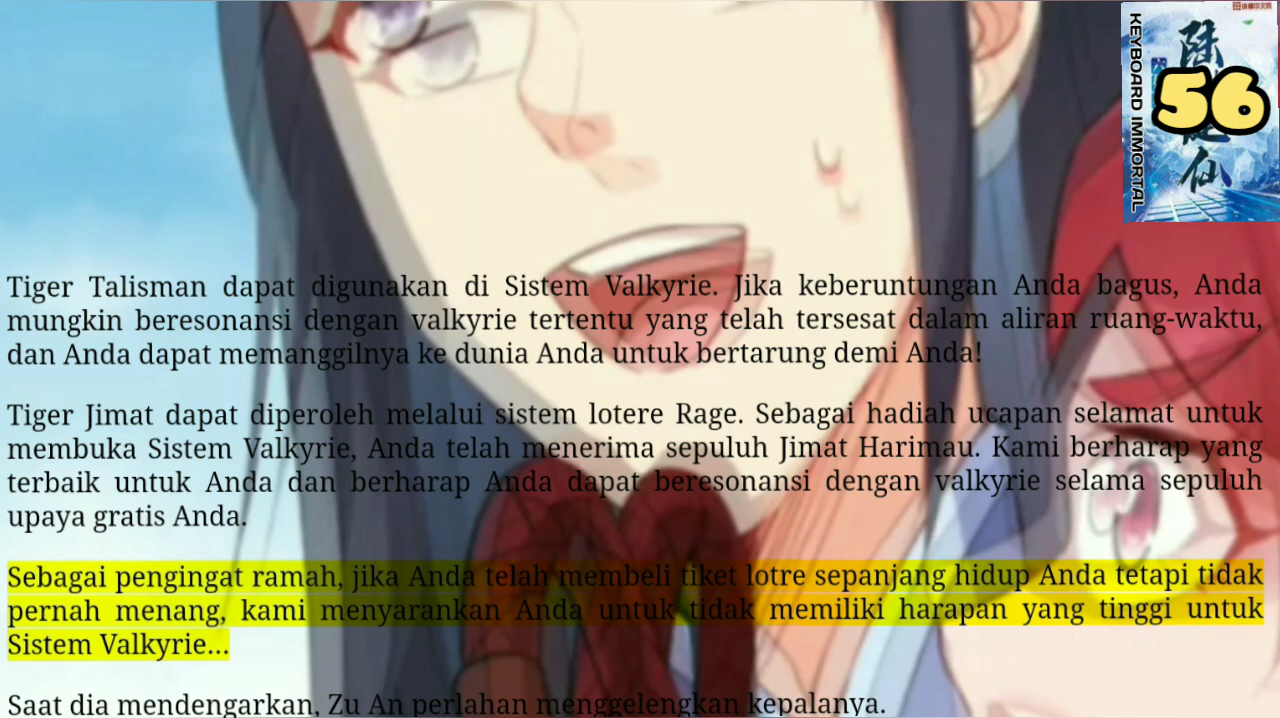 KEYBOARD IMMORTAL
56
仙
Tiger Talisman dapat digunakan di Sistem Valkyrie. Jika keberuntungan Anda bagus, Anda
mungkin beresonansi dengan valkyrie tertentu yang telah tersesat dalam aliran ruang-waktu,
dan Anda dapat memanggilnya ke dunia Anda untuk bertarung demi Anda!
Tiger Jimat dapat diperoleh melalui sistem lotere Rage. Sebagai hadiah ucapan selamat untuk
membuka Sistem Valkyrie, Anda telah menerima sepuluh Jimat Harimau. Kami berharap yang
terbaik untuk Anda dan berharap Anda dapat beresonansi dengan valkyrie selama sepuluh
upaya gratis Anda.
Sebagai pengingat ramah, jika Anda telah membeli tiket lotre sepanjang hidup Anda tetapi tidak
pernah menang, kami menyarankan Anda untuk tidak memiliki harapan yang tinggi untuk
Sistem Valkyrie...
Saat dia mendengarkan, Zu An perlahan menggelengkan kepalanya.